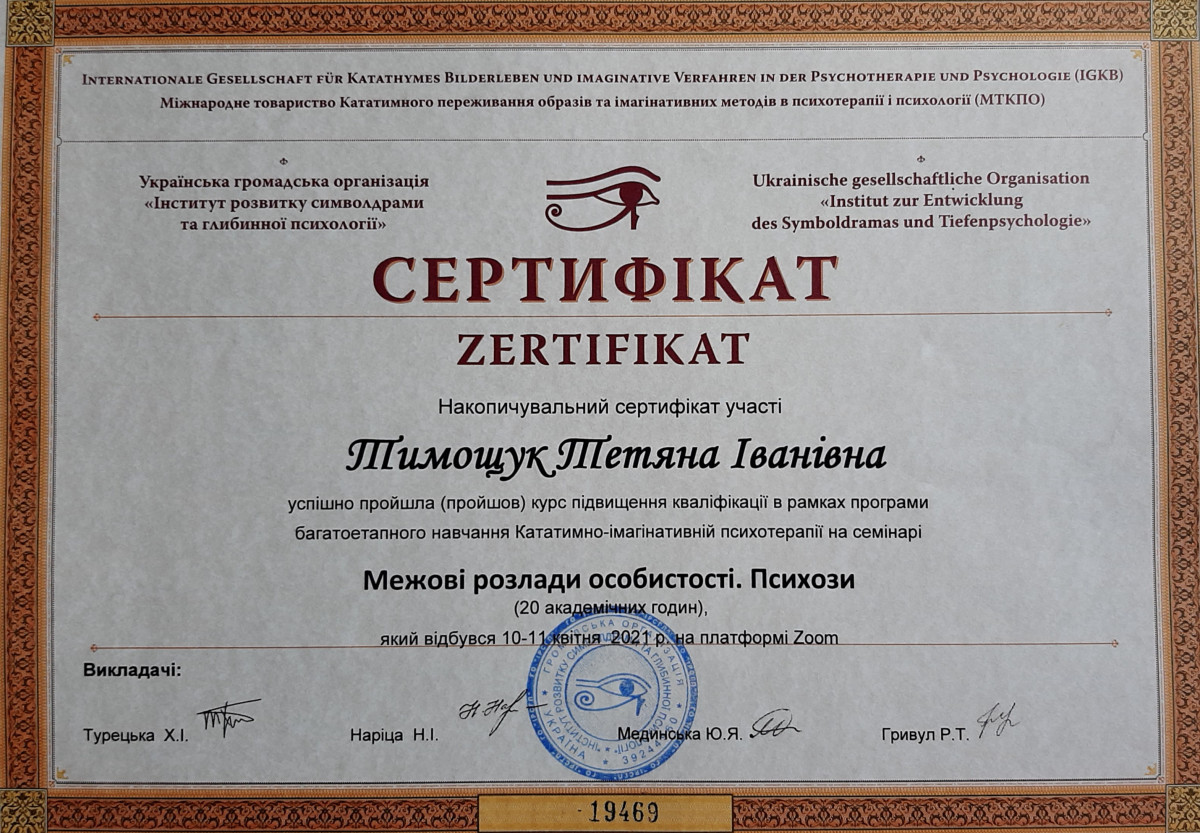 Internationale Gesellschaft für Katathymes Bilderleben und imaginative Verfahren in der Psychotherapie und Psychologie (IGKB)
Міжнародне товариство Кататимного переживання образів та імагінативних методів в психотерапії і психології (МТКПО)
Українська громадська організація
«Інститут розвитку символдрами
та глибинної психології»
Ukrainische gesellschaftliche Organisation
«Institut zur Entwicklung
des Symboldramas und Tiefenpsychologie»
СЕРТИФІКАТ
ZERTIFIKAT
Накопичувальний сертифікат участі
Тимощук Тетяна Іванівна
успішно пройшла (пройшов) курс підвищення кваліфікації в рамках програми
багатоетапного навчання Кататимно-імагінативній психотерапії на семінарі
Межові розлади особистості. Психози
(20 академічних годин),
який відбувся 10-11 квітня 2021 р. на платформі Zoom
Викладачі:
Турецька Х.І.
Наріца Н.І.
Мединська Ю.Я.
Гривул Р.Т.
19469